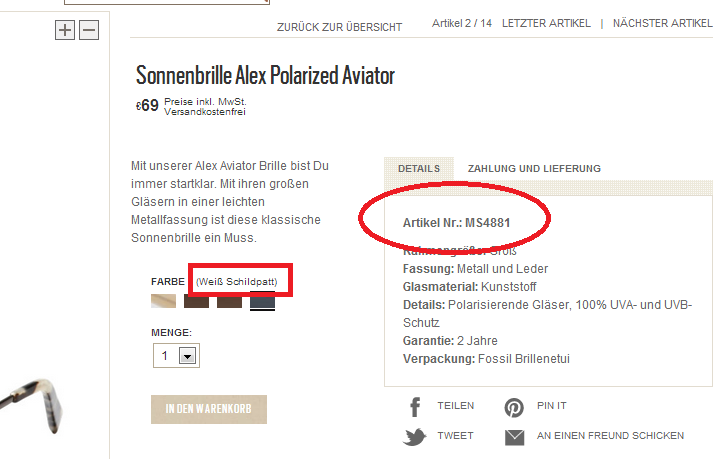 ZURÜCK ZUR ÜBERSICHT
Artikel 2 / 14 LETZTER ARTIKEL | NÄCHSTER ARTIKEL
Sonnenbrille Alex Polarized Aviator
€69 Preise inkl. MwSt.
Versandkostenfrei
Mit unserer Alex Aviator Brille bist Du
immer startklar. Mit ihren großen
Gläsern in einer leichten
Metallfassung ist diese klassische
Sonnenbrille ein Muss.
FARBE (Weiß Schildpatt)
MENGE:
1
IN DEN WARENKORB
DETAILS ZAHLUNG UND LIEFERUNG
Artikel Nr.: MS4881
Rahmengröße: Groß
Fassung: Metall und Leder
Glasmaterial: Kunststoff
Details: Polarisierende Gläser, 100% UVA- und UVB-
Schutz
Garantie: 2 Jahre
Verpackung: Fossil Brillenetui
TEILEN PIN IT
TWEET AN EINEN FREUND SCHICKEN